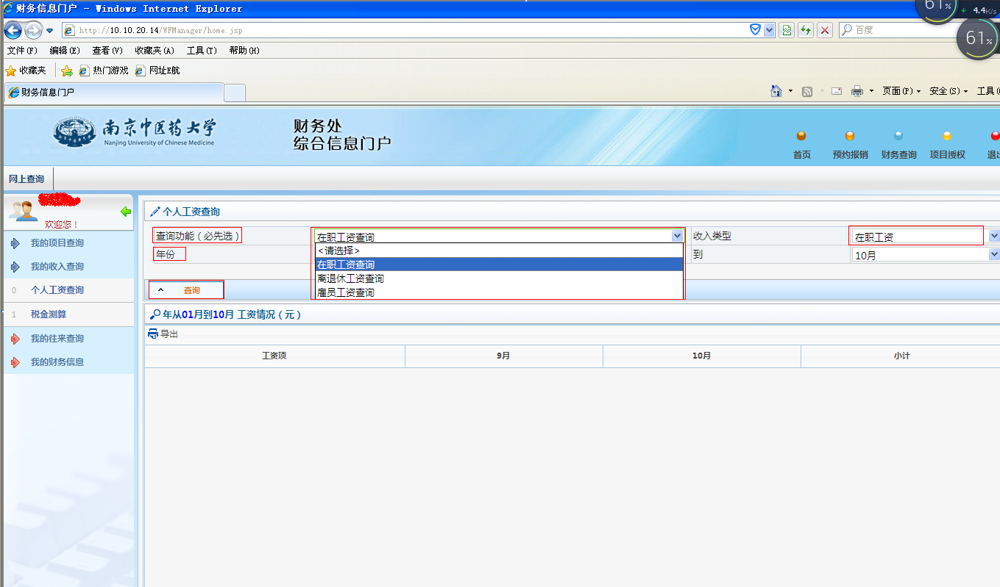 财务信息门户 - Windows Internet Explorer
61%
4.4K/s
http://10.10.20.14/WFManager/home.jsp
百度
61%
文件(F) 编辑(E) 查看(V) 收藏夹(A) 工具(T) 帮助(H)
收藏夹 热门游戏 网址E航
财务信息门户
页面(P) 安全(S) 工具(
南京中医药大学
Nanjing University of Chinese Medicine
财务处
综合信息门户
首页 预约报销 财务查询 项目授权 退出
网上查询
欢迎您！
我的项目查询
我的收入查询
0 个人工资查询
1 税金测算
我的往来查询
我的财务信息
个人工资查询
查询功能（必先选） 在职工资查询 收入类型 在职工资
年份 到 10月
<请选择>
在职工资查询
离退休工资查询
雇员工资查询
查询
年从01月到10月 工资情况（元）
导出
工资项 9月 10月 小计